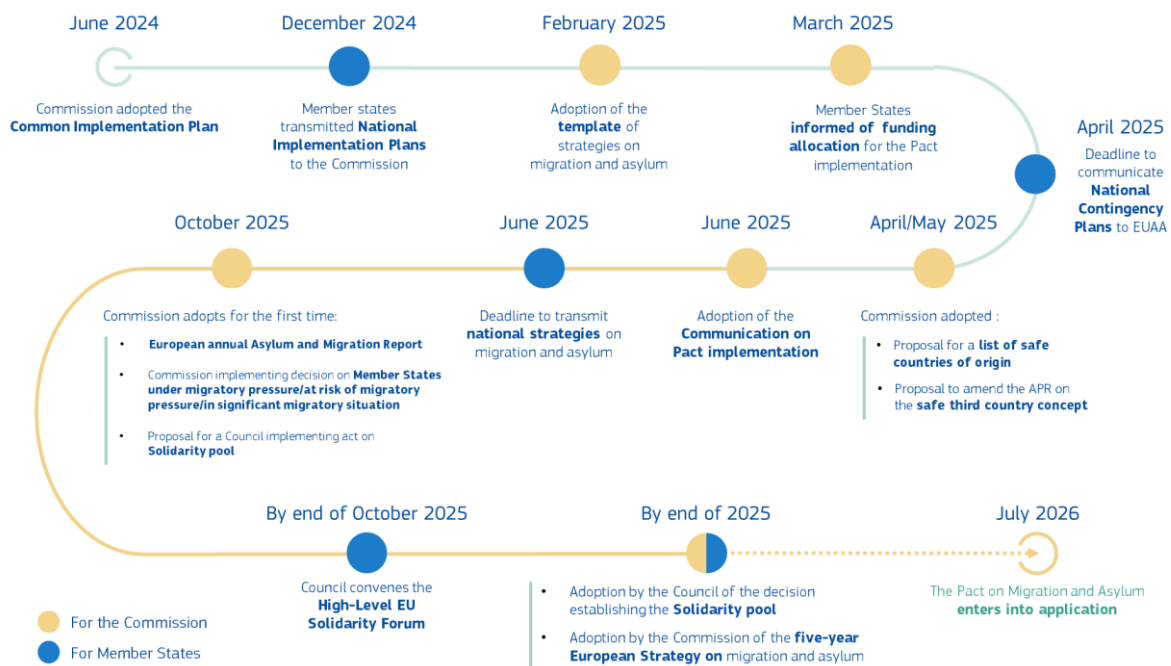 June 2024
Commission adopted the
Common Implementation Plan
December 2024
Member states
transmitted National
Implementation Plans
to the Commission
February 2025
Adoption of the
template of
strategies on
migration and asylum
March 2025
Member States
informed of funding
allocation for the Pact
implementation
April 2025
Deadline to
communicate
National
Contingency
Plans to EUAA
April/May 2025
Commission adopted :
• Proposal for a list of safe
countries of origin
• Proposal to amend the APR on
the safe third country concept
June 2025
Adoption of the
Communication on
Pact implementation
June 2025
Deadline to transmit
national strategies on
migration and asylum
October 2025
Commission adopts for the first time:
• European annual Asylum and Migration Report
• Commission implementing decision on Member States
under migratory pressure/at risk of migratory
pressure/in significant migratory situation
• Proposal for a Council implementing act on
Solidarity pool
By end of October 2025
Council convenes the
High-Level EU
Solidarity Forum
By end of 2025
• Adoption by the Council of the decision
establishing the Solidarity pool
• Adoption by the Commission of the five-year
European Strategy on migration and asylum
July 2026
The Pact on Migration and Asylum
enters into application
For the Commission
For Member States